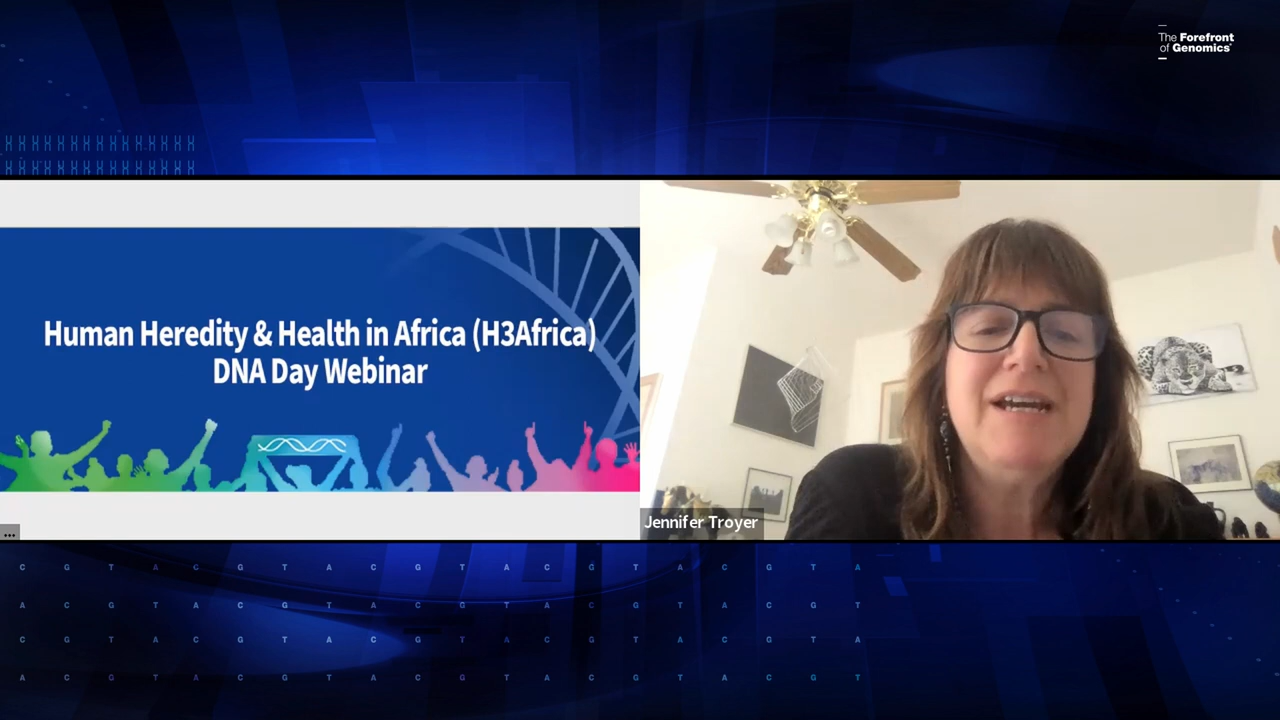 The Forefront
of Genomics®
Human Heredity & Health in Africa (H3Africa)
DNA Day Webinar
Jennifer Troyer
C G T A C G T A C G T A C G T A C G T A
A C G T A C G T A C G T A C G T A C G T
C G T A C G T A C G T A C G T A C G T A
A C G T A C G T A C G T A C G T A C G T